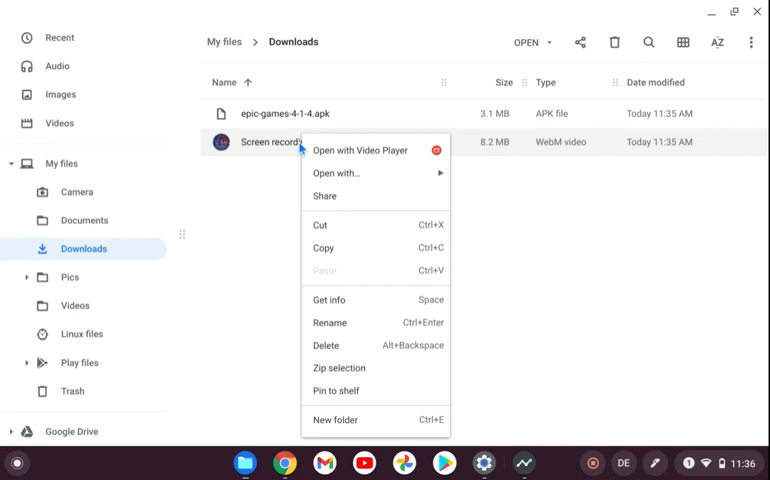 Recent
Audio
Images
Videos
My files
Camera
Documents
Downloads
Pics
Videos
Linux files
Play files
Trash
Google Drive
My files > Downloads
OPEN
AZ
Name Size Type Date modified
epic-games-4-1-4.apk 3.1 MB APK file Today 11:35 AM
Screen record 8.2 MB WebM video Today 11:35 AM
Open with Video Player
Open with...
Share
Cut Ctrl+X
Copy Ctrl+C
Paste Ctrl+V
Get info Space
Rename Ctrl+Enter
Delete Alt+Backspace
Zip selection
Pin to shelf
New folder Ctrl+E
DE 1 11:36